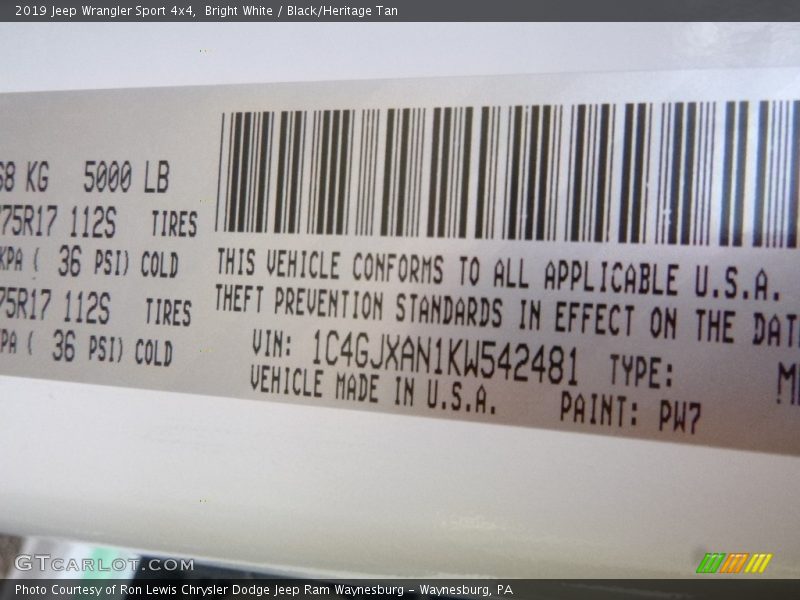 2019 Jeep Wrangler Sport 4x4,  Bright White / Black/Heritage Tan
KG 5000 LB
75R17 112S TIRES
KPA ( 36 PSI) COLD
75R17 112S TIRES
KPA ( 36 PSI) COLD
THIS VEHICLE CONFORMS TO ALL APPLICABLE U.S.A.
THEFT PREVENTION STANDARDS IN EFFECT ON THE DAT
VIN: 1C4GJXAN1KW542481 TYPE:
VEHICLE MADE IN U.S.A. PAINT: PW7
GTcarlot.com
Photo Courtesy of Ron Lewis Chrysler Dodge Jeep Ram Waynesburg - Waynesburg, PA